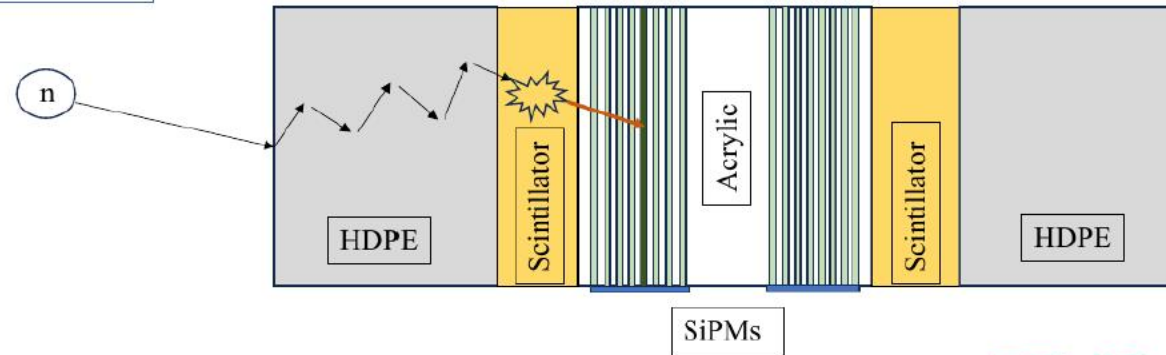 n
HDPE
Scintillator
Acrylic
Scintillator
HDPE
SiPMs